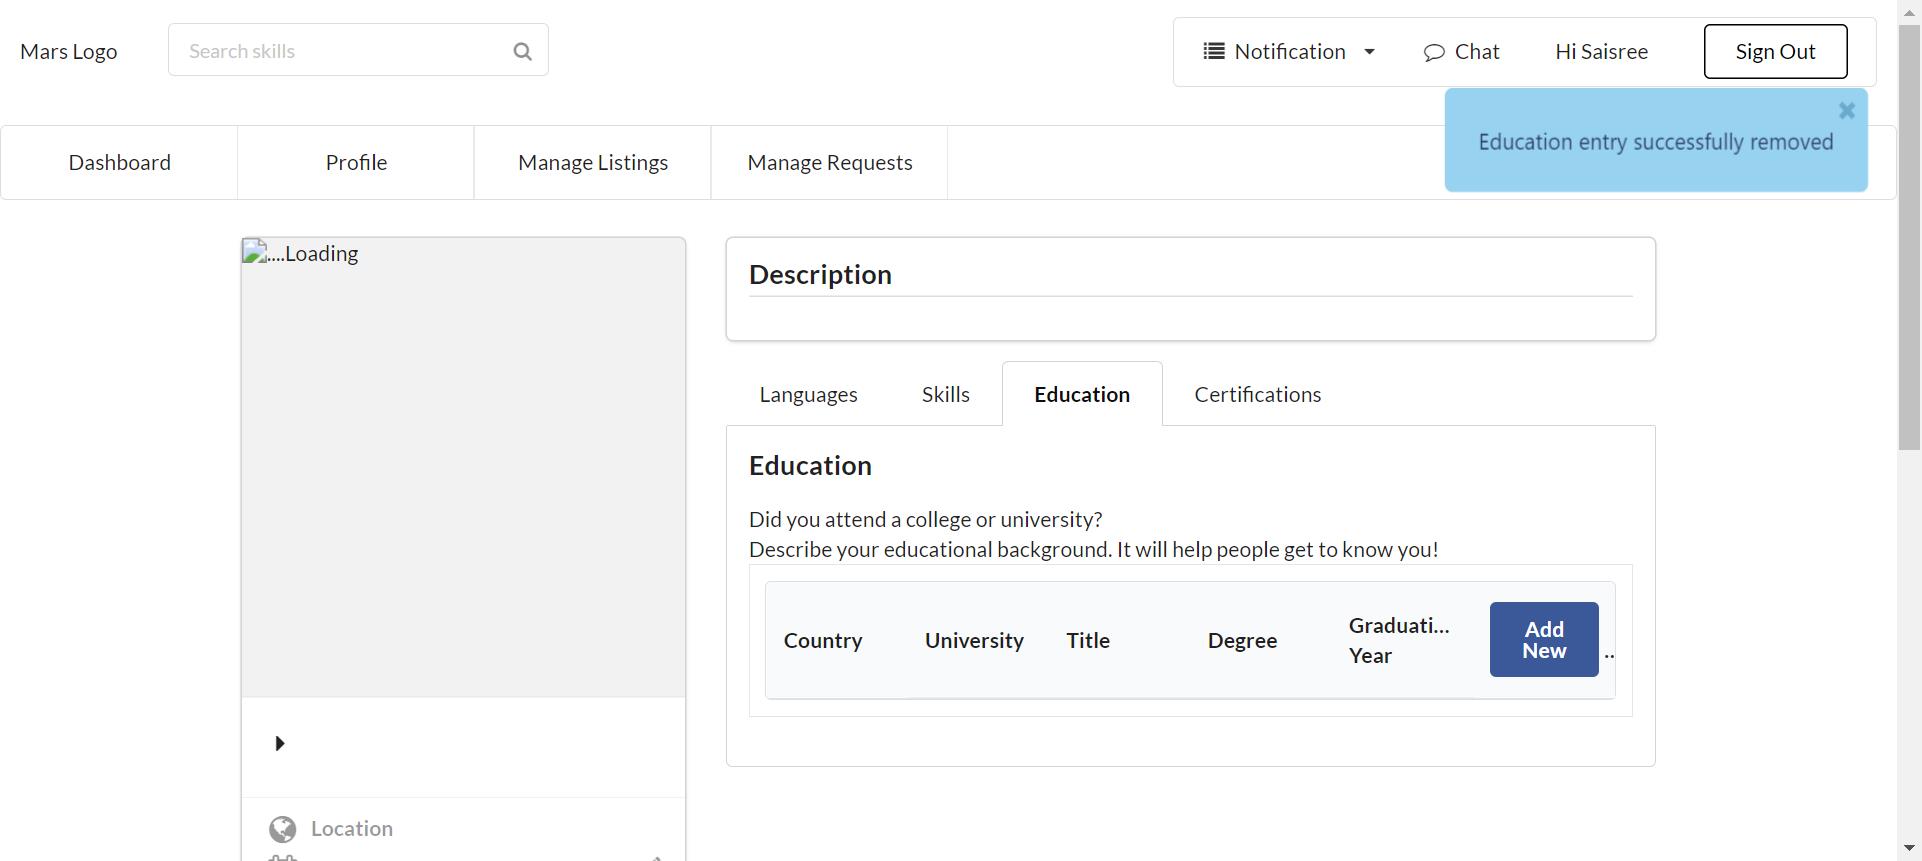 Mars Logo
Search skills
Notification
Chat
Hi Saisree
Sign Out
Education entry successfully removed
Dashboard
Profile
Manage Listings
Manage Requests
....Loading
Description
Languages
Skills
Education
Certifications
Education
Did you attend a college or university?
Describe your educational background. It will help people get to know you!
Country
University
Title
Degree
Graduati...
Year
Add
New
..
Location